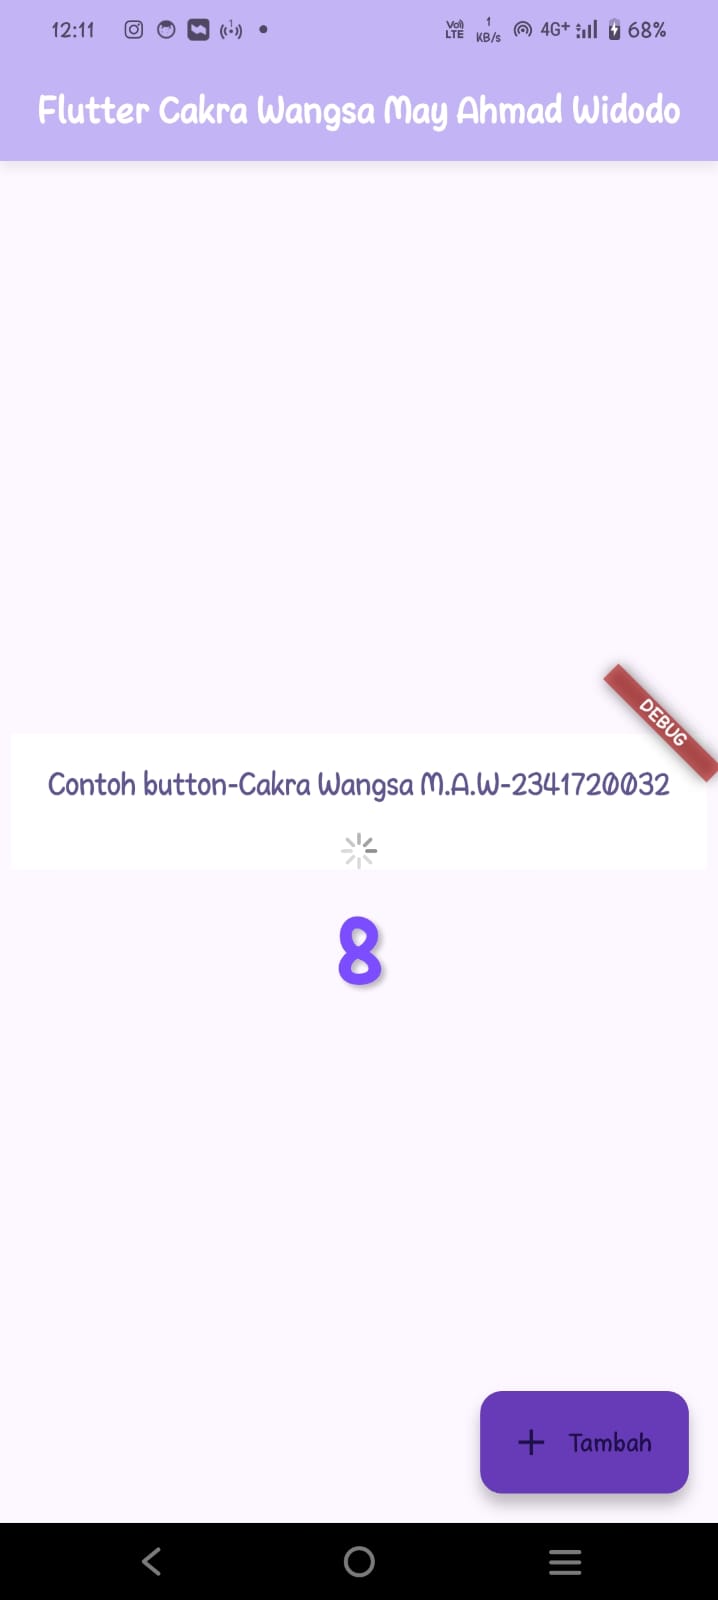 12:11
Vo) LTE 1 KB/s 4G+ 68%
Flutter Cakra Wangsa May Ahmad Widodo
DEBUG
Contoh button-Cakra Wangsa M.A.W-2341720032
8
+ Tambah